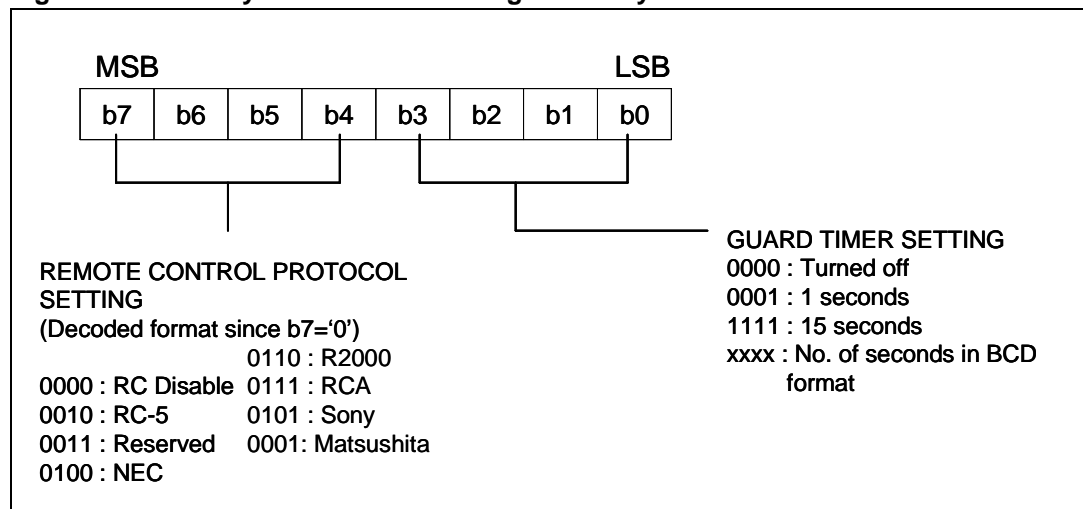 MSB LSB
b7 b6 b5 b4 b3 b2 b1 b0
REMOTE CONTROL PROTOCOL
SETTING
(Decoded format since b7=‘0’)
0110 : R2000
0000 : RC Disable 0111 : RCA
0010 : RC-5 0101 : Sony
0011 : Reserved 0001: Matsushita
0100 : NEC
GUARD TIMER SETTING
0000 : Turned off
0001 : 1 seconds
1111 : 15 seconds
xxxx : No. of seconds in BCD
format